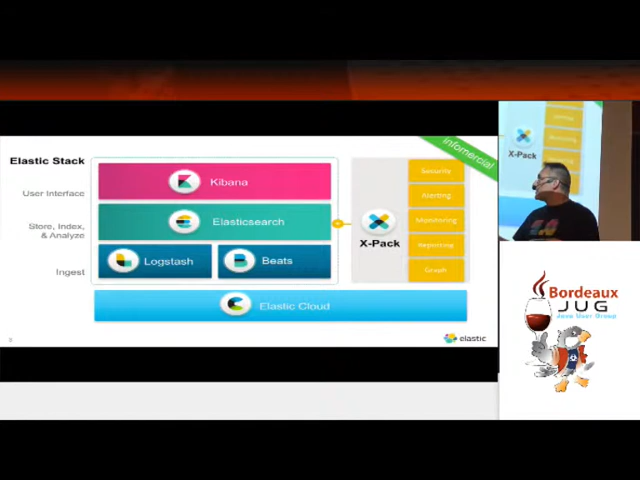 Elastic Stack
User Interface
Store, Index,
& Analyze
Ingest
Kibana
Elasticsearch
Logstash
Beats
Elastic Cloud
X-Pack
Infomercial
Security
Alerting
Monitoring
Reporting
Graph
elastic
X-Pack
Bordeaux
JUG
Java User Group